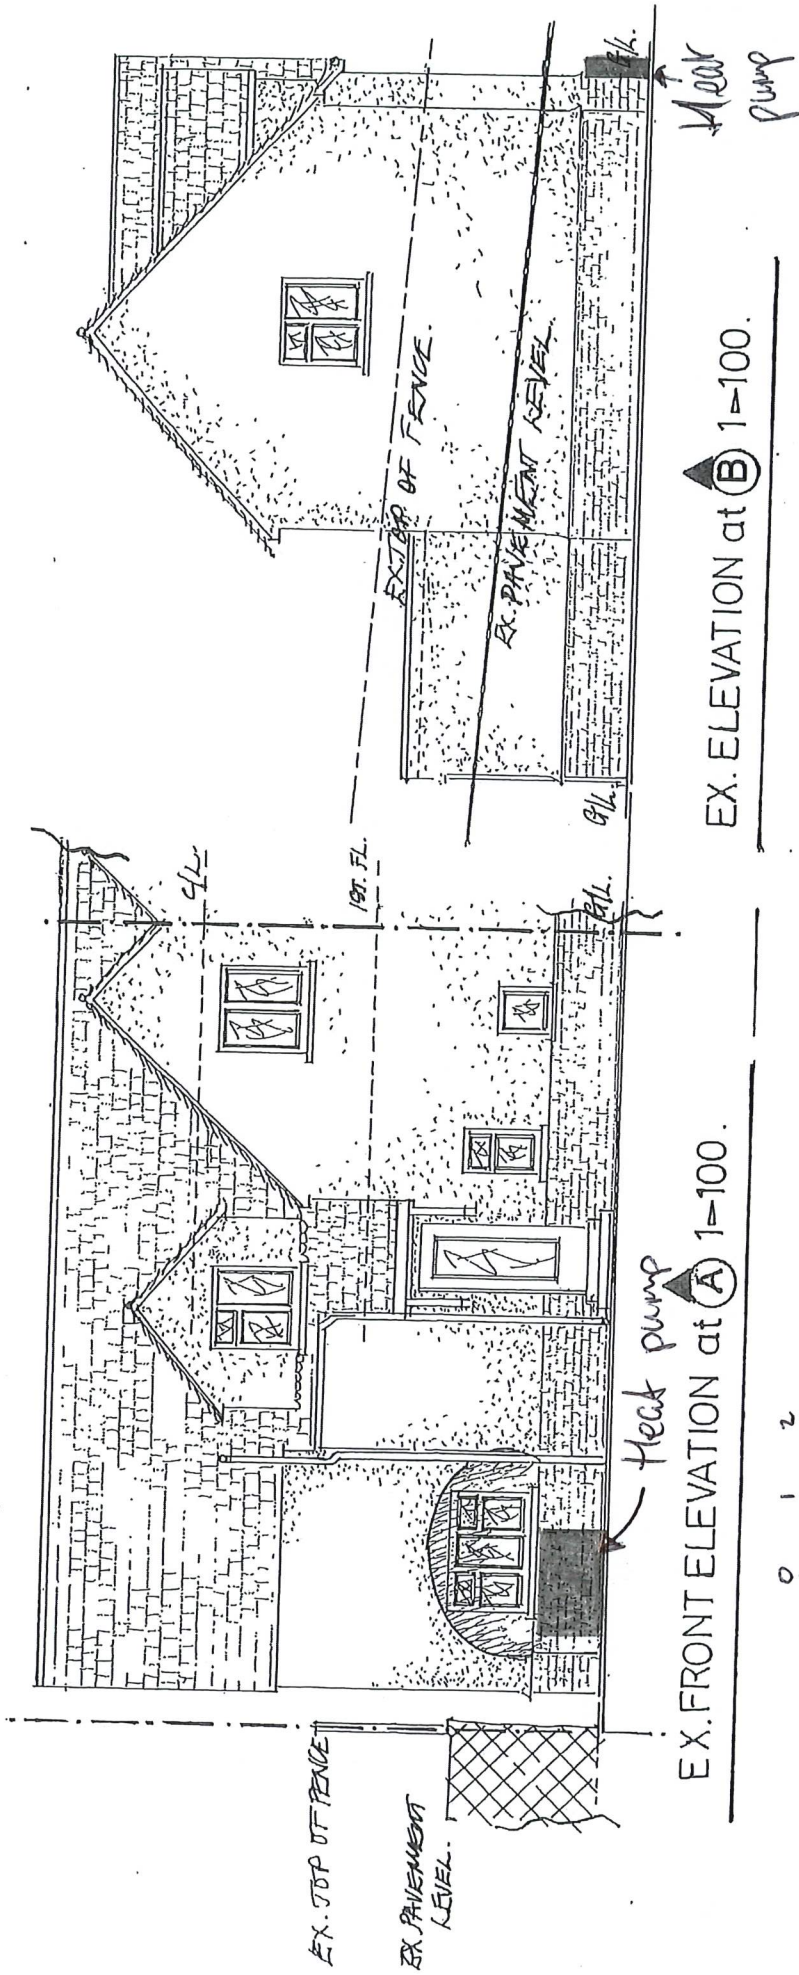 EX. TOP OF FENCE
EX. PAVEMENT
LEVEL.
C/L.
1ST. FL.
G/L.
Heat pump
EX. FRONT ELEVATION at A 1=100.
0 1 2
EX. TOP OF FENCE.
EX. PAVEMENT LEVEL.
G/L.
G/L.
Heat
pump
EX. ELEVATION at B 1=100.